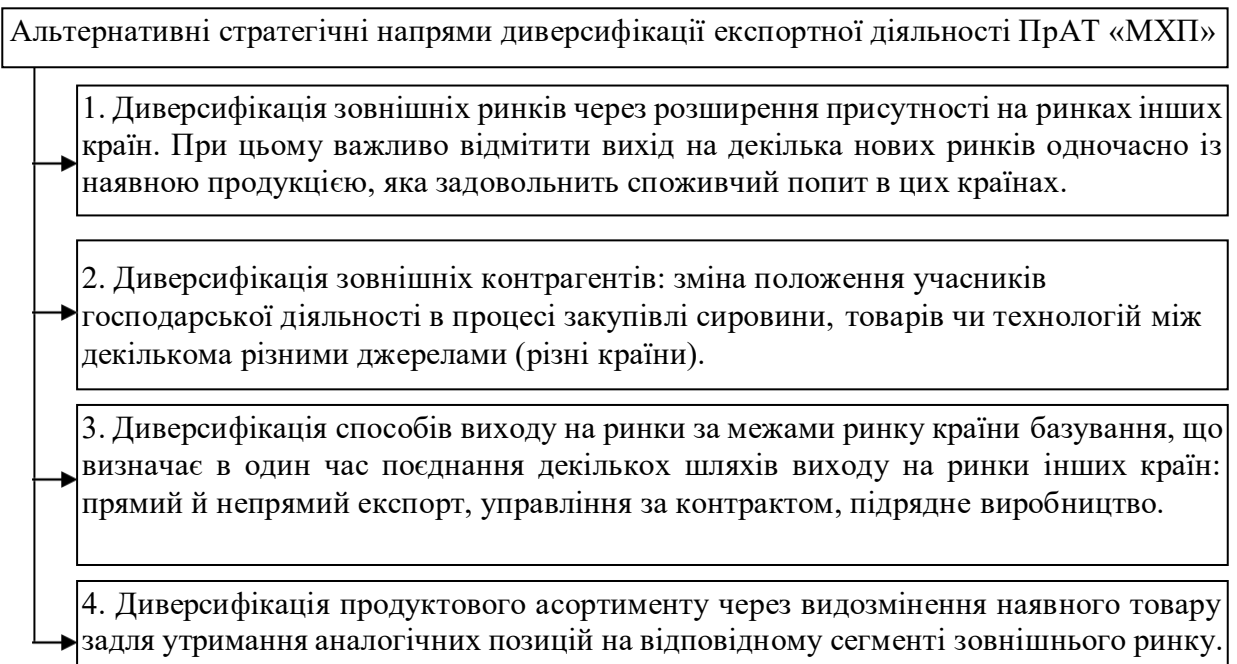 Альтернативні стратегічні напрями диверсифікації експортної діяльності ПрАТ «МХП»
1. Диверсифікація зовнішніх ринків через розширення присутності на ринках інших
країн. При цьому важливо відмітити вихід на декілька нових ринків одночасно із
наявною продукцією, яка задовольнить споживчий попит в цих країнах.
2. Диверсифікація зовнішніх контрагентів: зміна положення учасників
господарської діяльності в процесі закупівлі сировини, товарів чи технологій між
декількома різними джерелами (різні країни).
3. Диверсифікація способів виходу на ринки за межами ринку країни базування, що
визначає в один час поєднання декількох шляхів виходу на ринки інших країн:
прямий й непрямий експорт, управління за контрактом, підрядне виробництво.
4. Диверсифікація продуктового асортименту через видозмінення наявного товару
задля утримання аналогічних позицій на відповідному сегменті зовнішнього ринку.